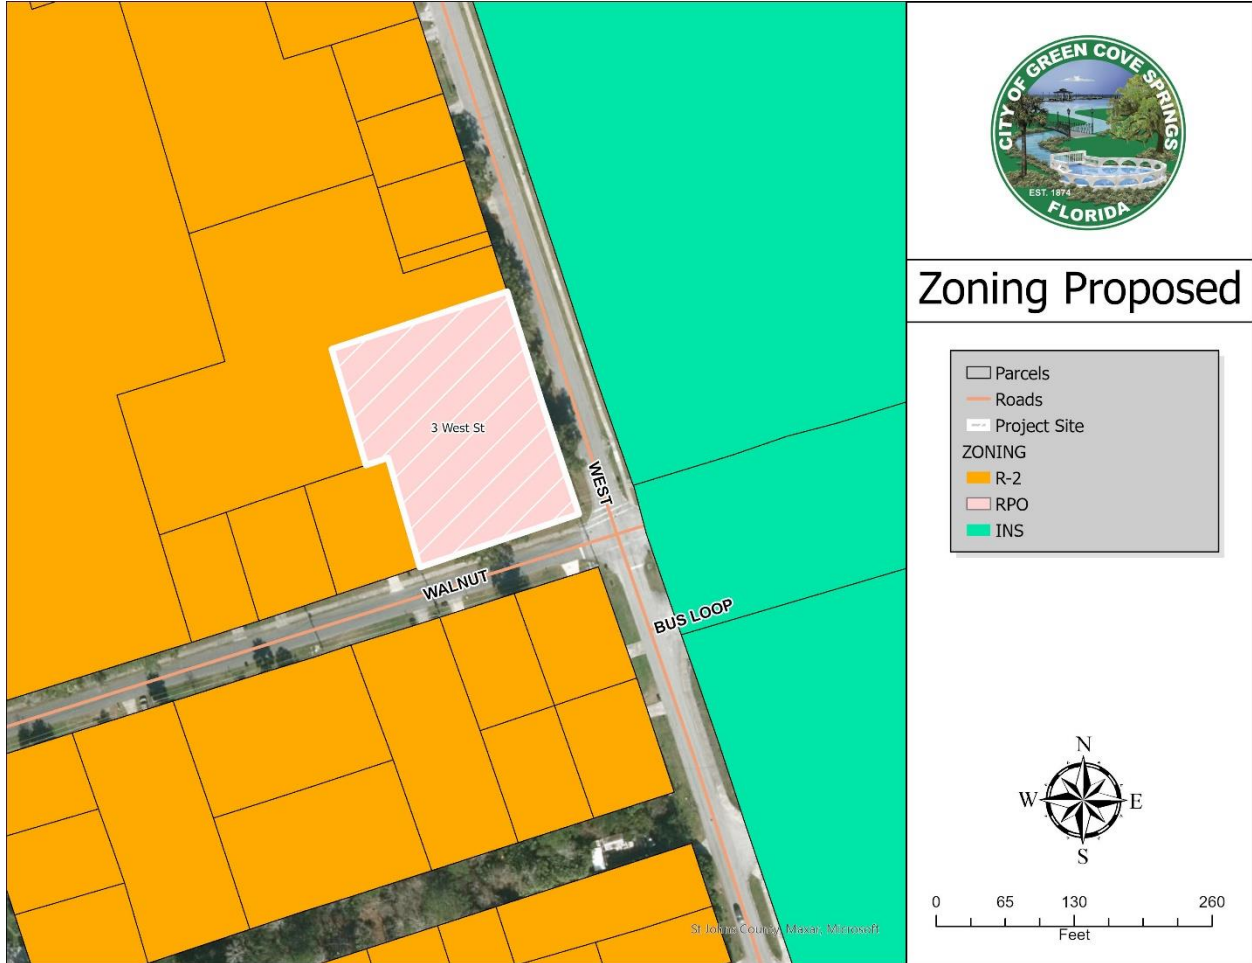 CITY OF GREEN COVE SPRINGS
EST. 1874
FLORIDA
Zoning Proposed
Parcels
Roads
Project Site
ZONING
R-2
RPO
INS
3 West St
WEST
WALNUT
BUS LOOP
N
W E
S
0 65 130 260
Feet
St Johns County, Maxar, Microsoft